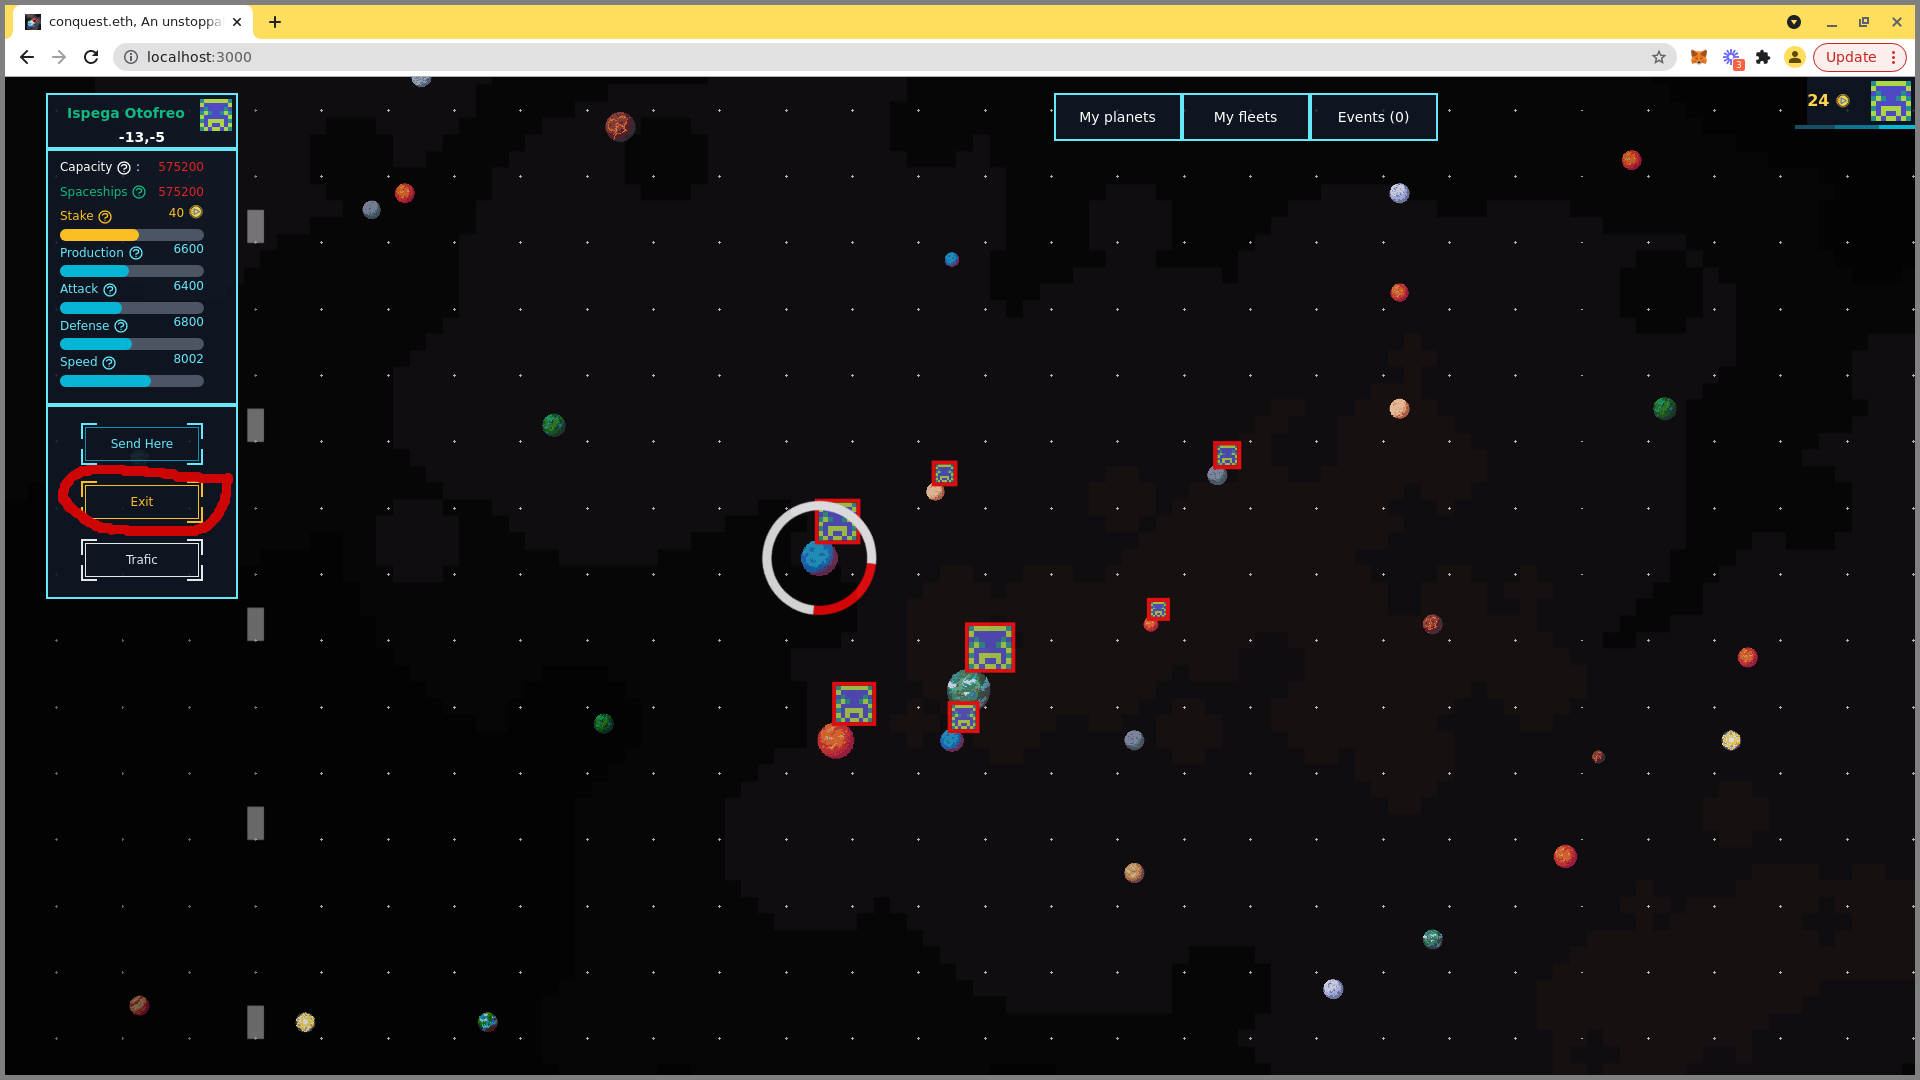 conquest.eth, An unstoppa
localhost:3000
3
Update
Ispega Otofreo
-13,-5
Capacity ? : 575200
Spaceships ? 575200
Stake ? 40
Production ? 6600
Attack ? 6400
Defense ? 6800
Speed ? 8002
Send Here
Exit
Trafic
My planets
My fleets
Events (0)
24